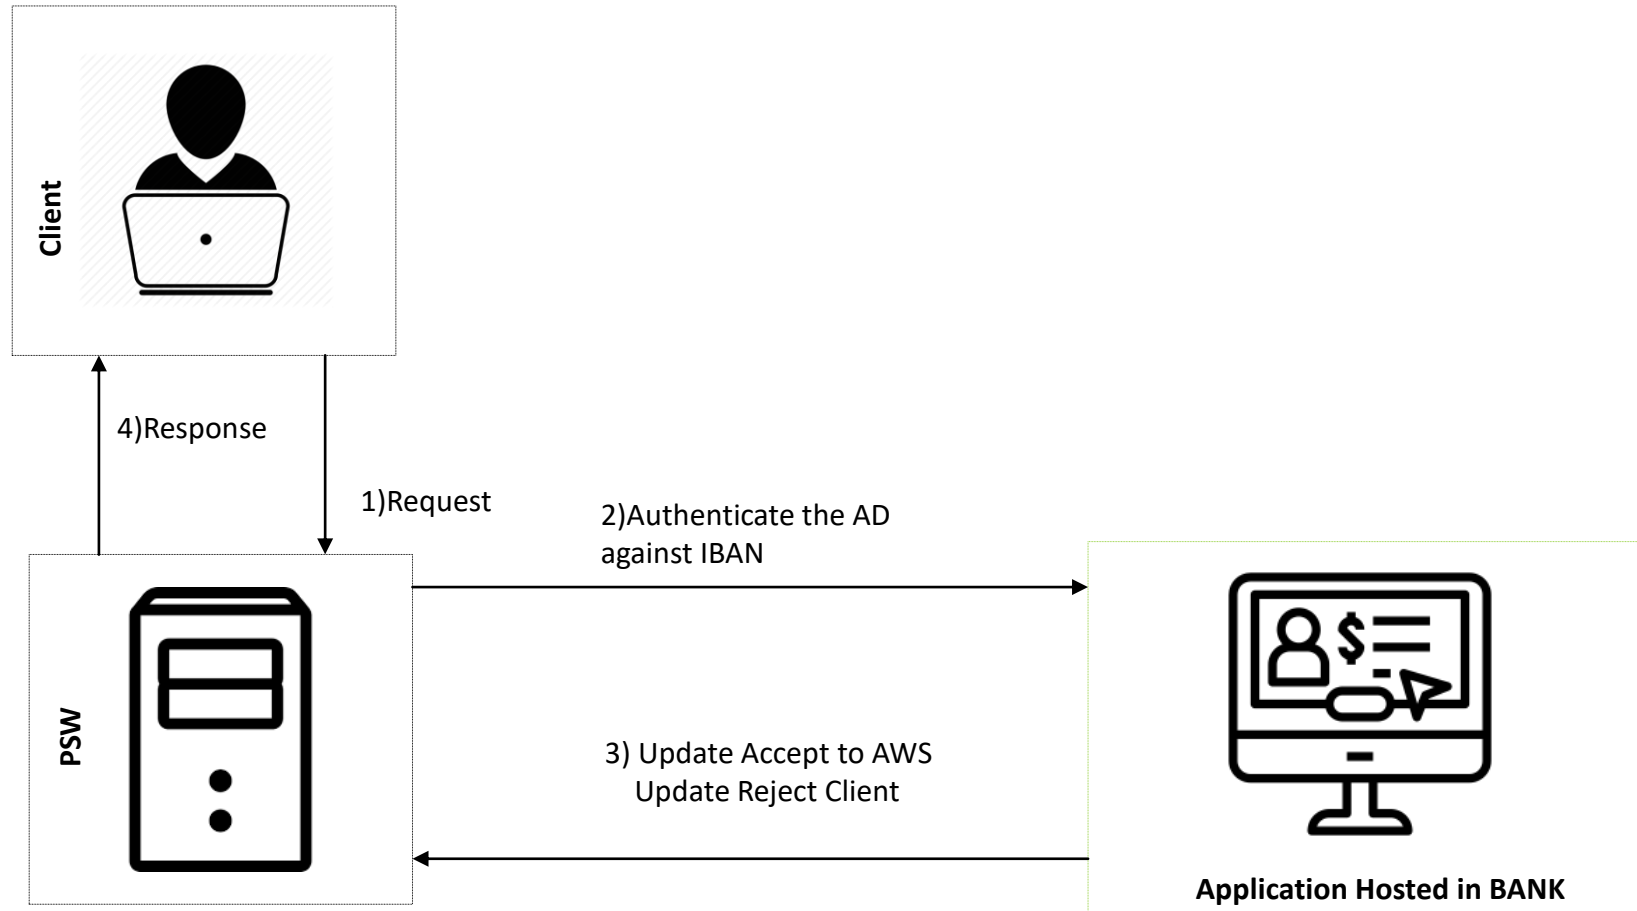 Client
4)Response
1)Request
2)Authenticate the AD
against IBAN
PSW
3) Update Accept to AWS
Update Reject Client
$
Application Hosted in BANK